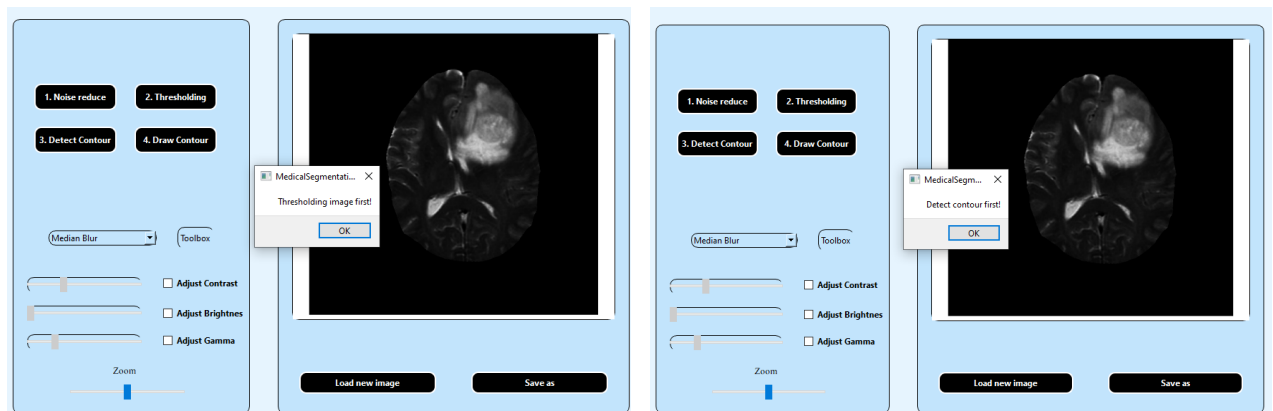 1. Noise reduce
2. Thresholding
3. Detect Contour
4. Draw Contour
MedicalSegmentati...
Thresholding image first!
OK
Median Blur
Toolbox
Adjust Contrast
Adjust Brightnes
Adjust Gamma
Zoom
Load new image
Save as
1. Noise reduce
2. Thresholding
3. Detect Contour
4. Draw Contour
MedicalSegm...
Detect contour first!
OK
Median Blur
Toolbox
Adjust Contrast
Adjust Brightnes
Adjust Gamma
Zoom
Load new image
Save as